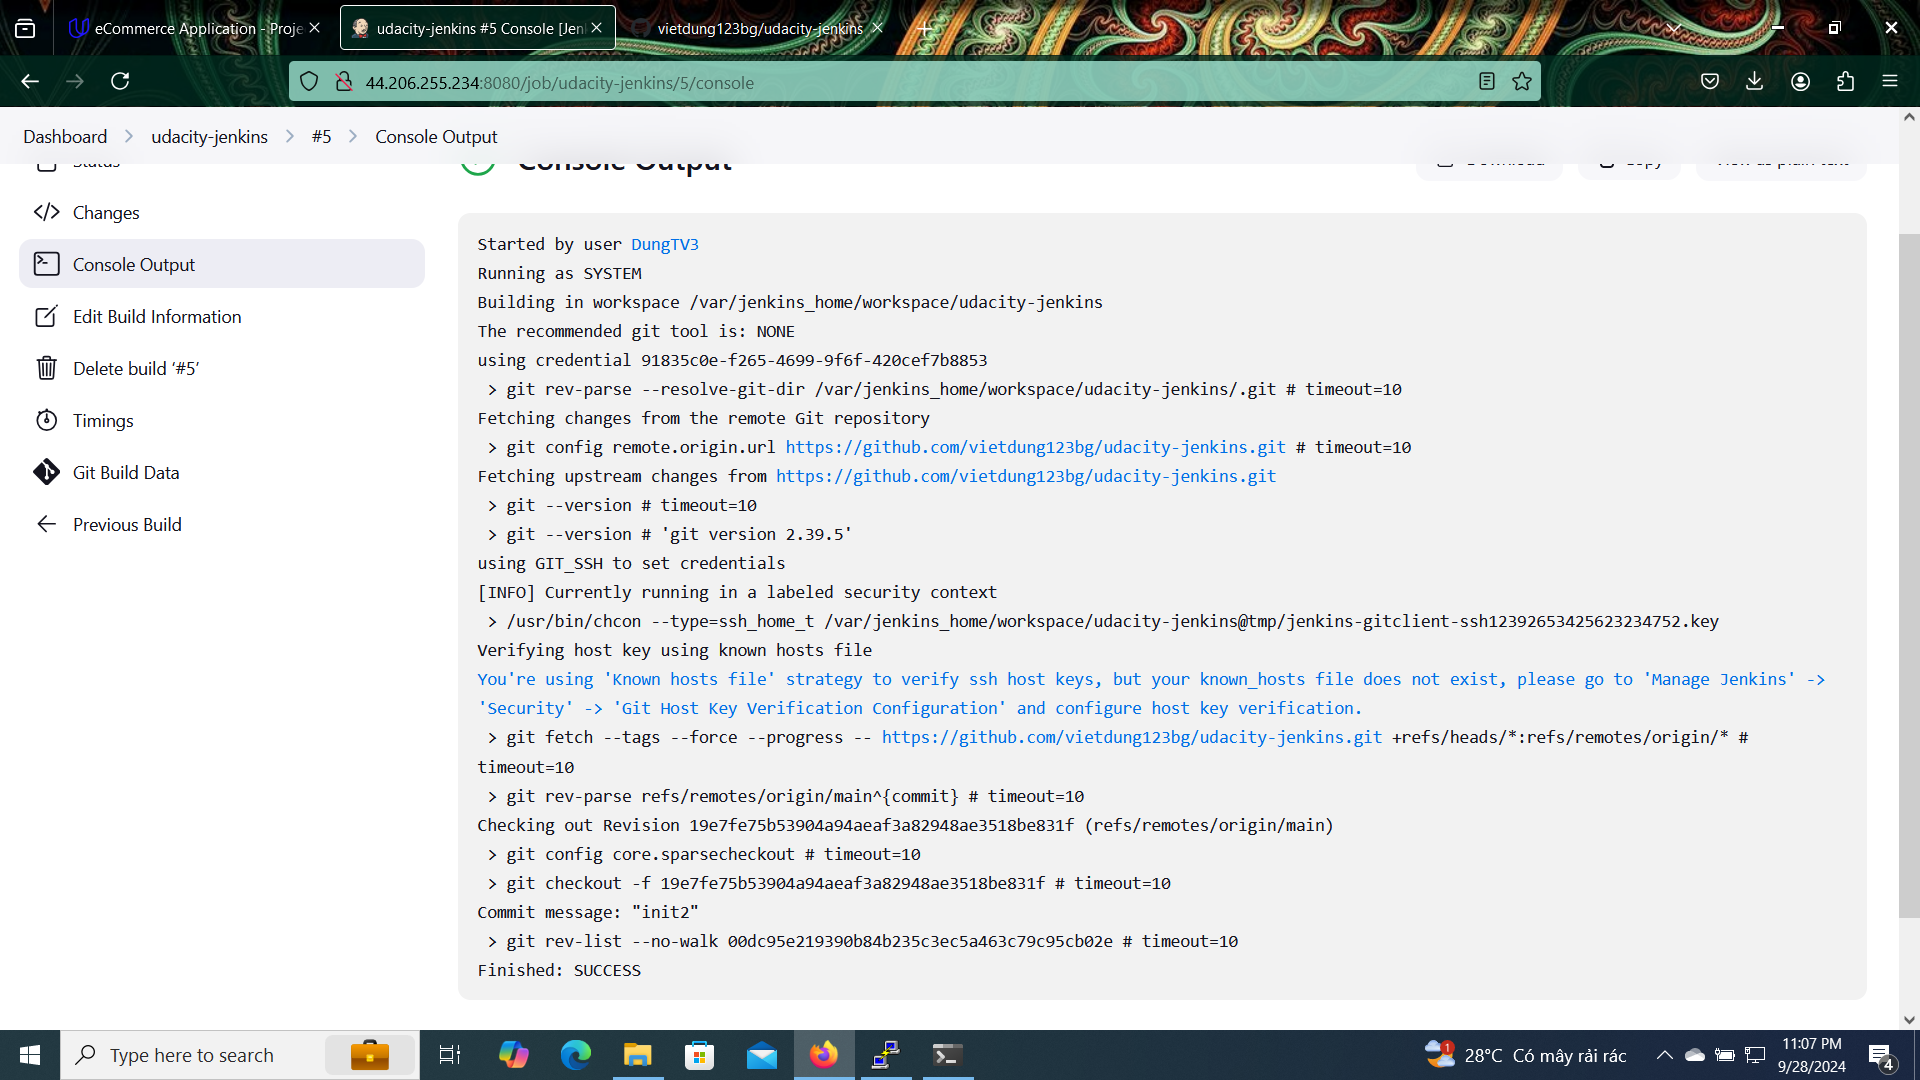 eCommerce Application - Proje
udacity-jenkins #5 Console [Jen
vietdung123bg/udacity-jenkins
44.206.255.234:8080/job/udacity-jenkins/5/console
Dashboard
udacity-jenkins
#5
Console Output
Status
Changes
Console Output
Edit Build Information
Delete build ‘#5’
Timings
Git Build Data
Previous Build
Console Output
Download
Copy
View as plain text
Started by user DungTV3
Running as SYSTEM
Building in workspace /var/jenkins_home/workspace/udacity-jenkins
The recommended git tool is: NONE
using credential 91835c0e-f265-4699-9f6f-420cef7b8853
> git rev-parse --resolve-git-dir /var/jenkins_home/workspace/udacity-jenkins/.git # timeout=10
Fetching changes from the remote Git repository
> git config remote.origin.url https://github.com/vietdung123bg/udacity-jenkins.git # timeout=10
Fetching upstream changes from https://github.com/vietdung123bg/udacity-jenkins.git
> git --version # timeout=10
> git --version # 'git version 2.39.5'
using GIT_SSH to set credentials
[INFO] Currently running in a labeled security context
> /usr/bin/chcon --type=ssh_home_t /var/jenkins_home/workspace/udacity-jenkins@tmp/jenkins-gitclient-ssh12392653425623234752.key
Verifying host key using known hosts file
You're using 'Known hosts file' strategy to verify ssh host keys, but your known_hosts file does not exist, please go to 'Manage Jenkins' ->
'Security' -> 'Git Host Key Verification Configuration' and configure host key verification.
> git fetch --tags --force --progress -- https://github.com/vietdung123bg/udacity-jenkins.git +refs/heads/*:refs/remotes/origin/* #
timeout=10
> git rev-parse refs/remotes/origin/main^{commit} # timeout=10
Checking out Revision 19e7fe75b53904a94aeaf3a82948ae3518be831f (refs/remotes/origin/main)
> git config core.sparsecheckout # timeout=10
> git checkout -f 19e7fe75b53904a94aeaf3a82948ae3518be831f # timeout=10
Commit message: "init2"
> git rev-list --no-walk 00dc95e219390b84b235c3ec5a463c79c95cb02e # timeout=10
Finished: SUCCESS
Type here to search
1
28°C Có mây rải rác
11:07 PM
9/28/2024
4